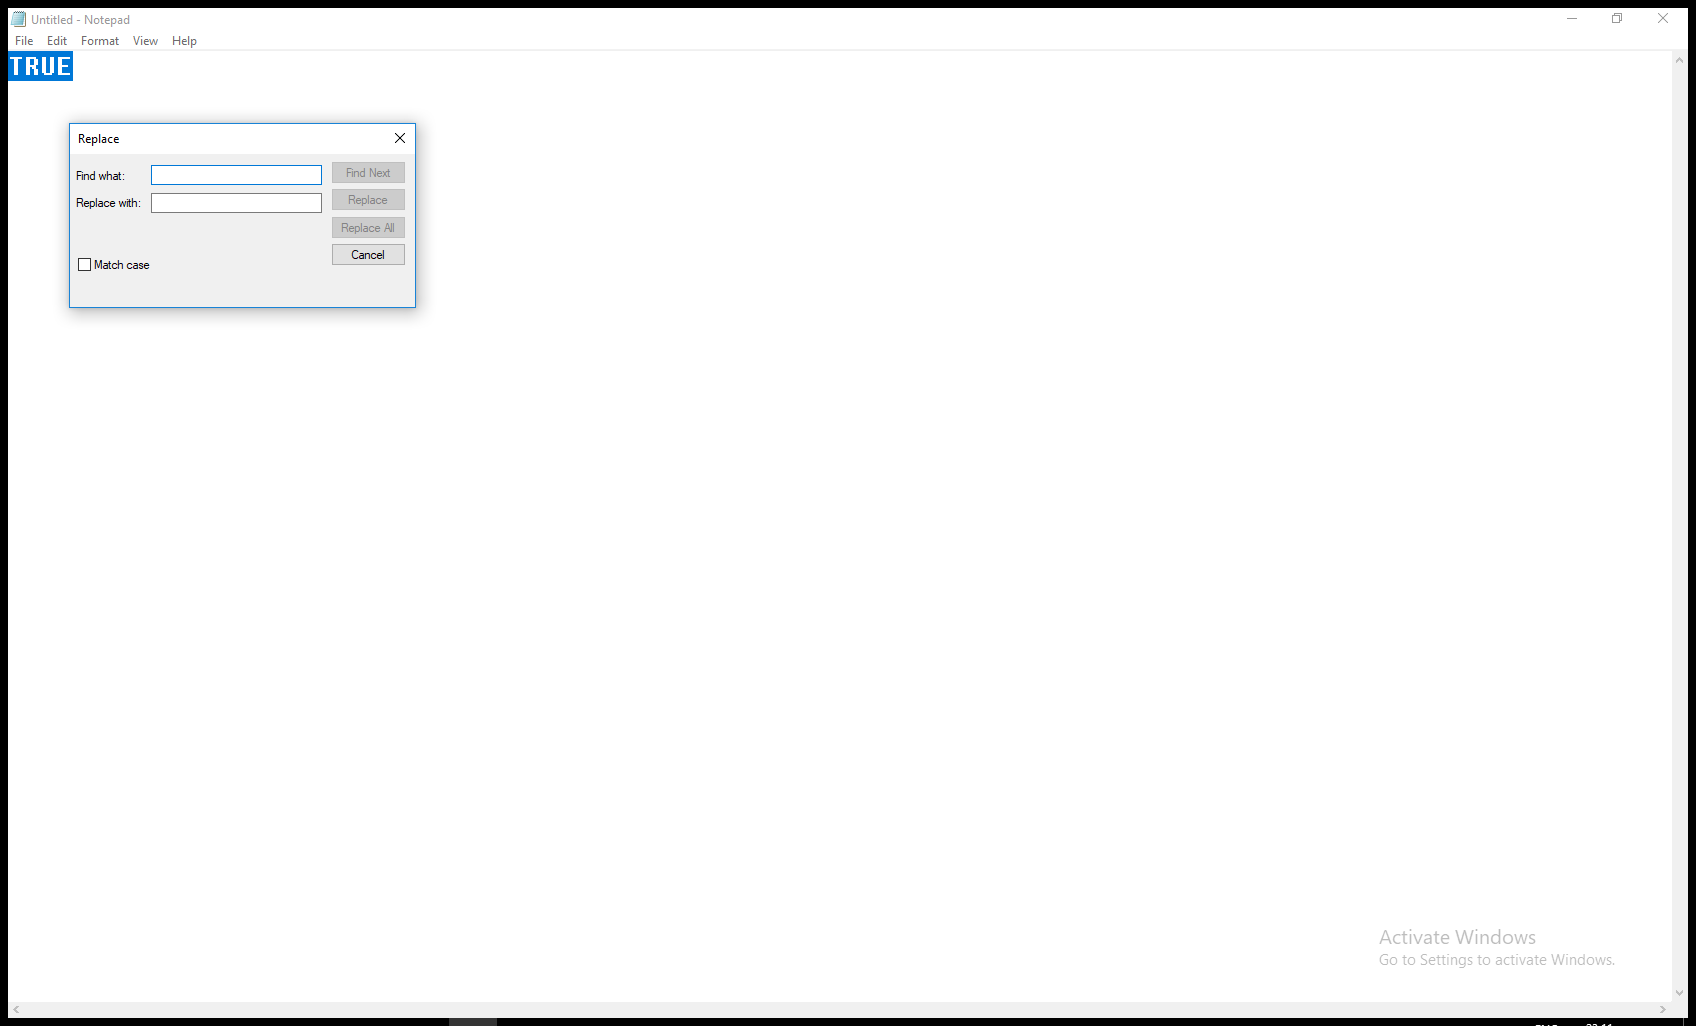 Untitled - Notepad
File Edit Format View Help
TRUE
Replace
Find what:
Find Next
Replace with:
Replace
Replace All
Cancel
Match case
Activate Windows
Go to Settings to activate Windows.